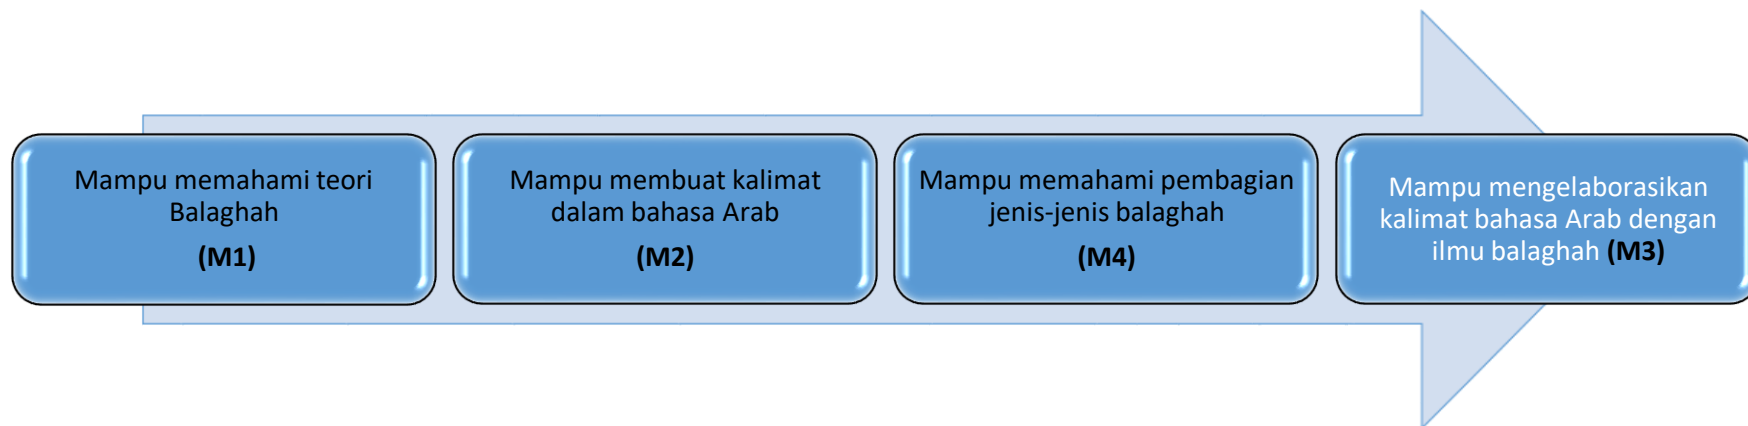 Mampu memahami teori
Balaghah
(M1)
Mampu membuat kalimat
dalam bahasa Arab
(M2)
Mampu memahami pembagian
jenis-jenis balaghah
(M4)
Mampu mengelaborasikan
kalimat bahasa Arab dengan
ilmu balaghah (M3)